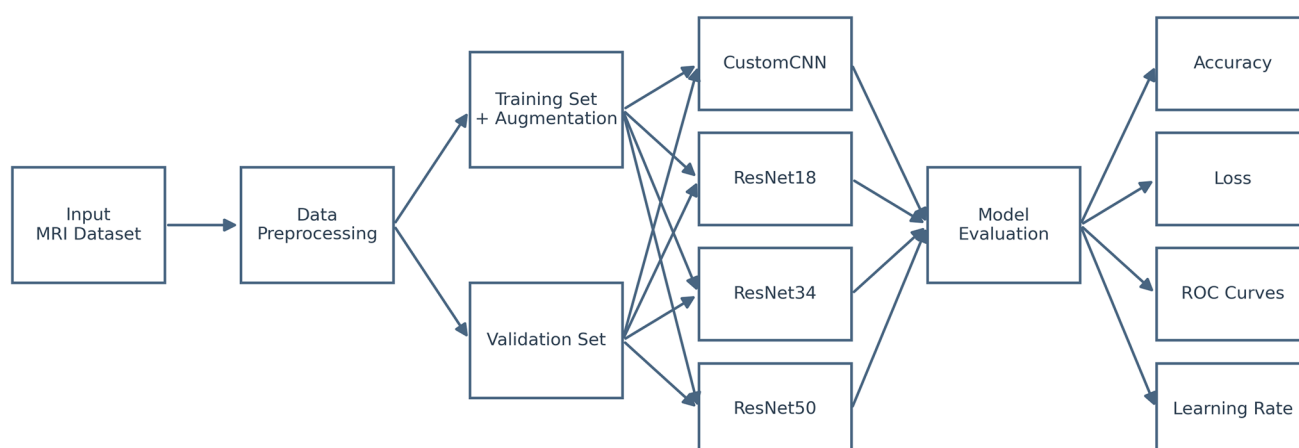 Input
MRI Dataset
Data
Preprocessing
Training Set
+ Augmentation
Validation Set
CustomCNN
ResNet18
ResNet34
ResNet50
Model
Evaluation
Accuracy
Loss
ROC Curves
Learning Rate